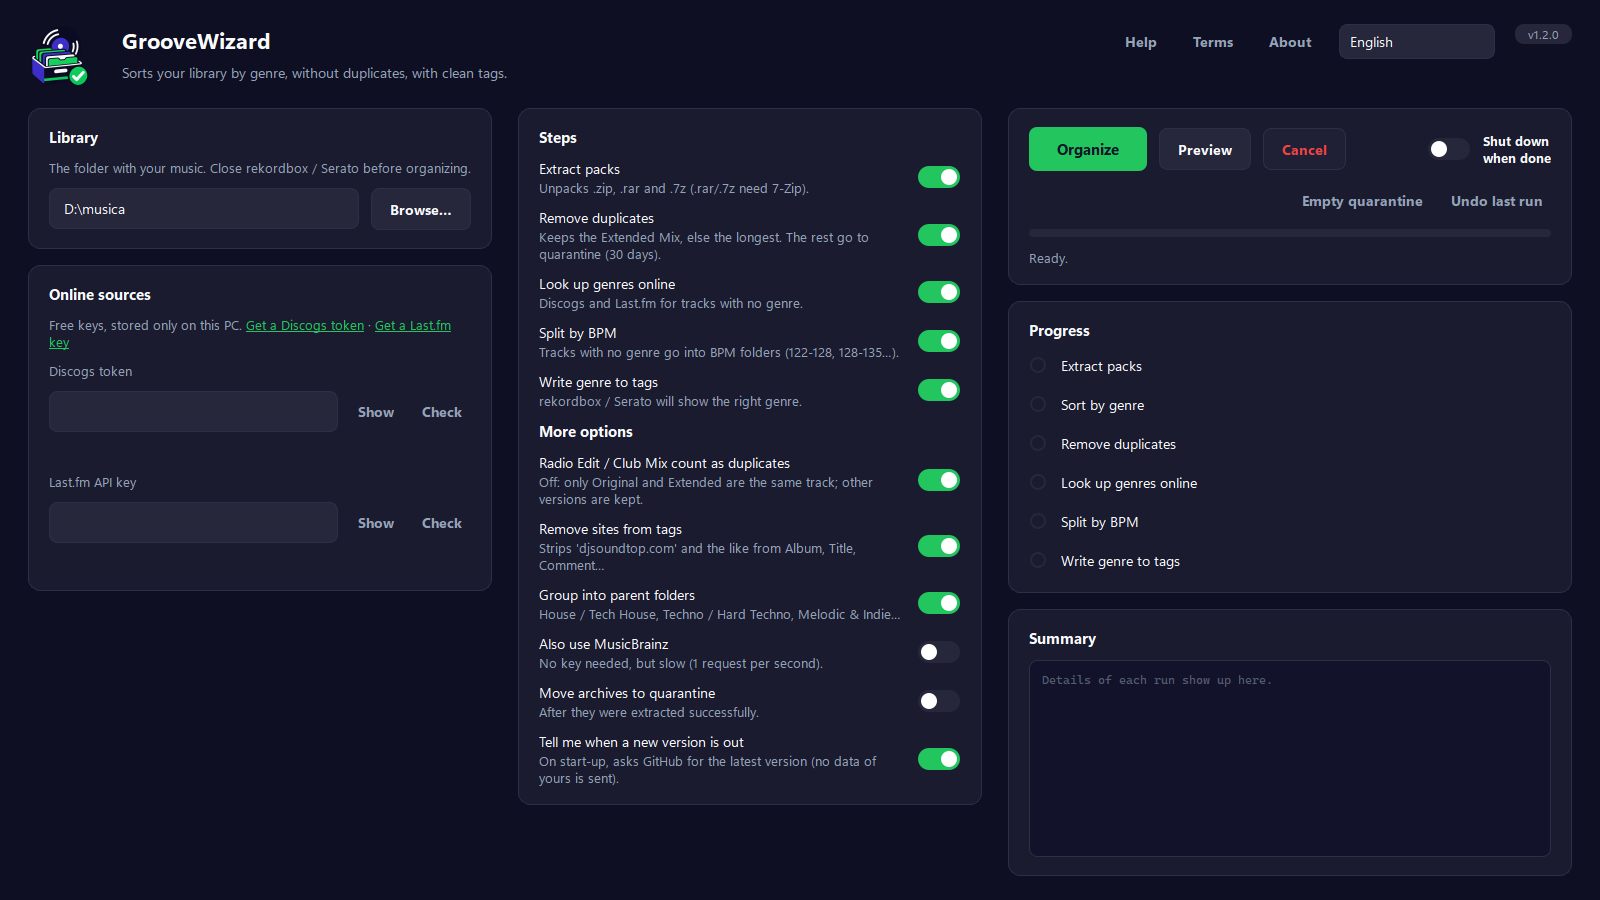 GrooveWizard
Sorts your library by genre, without duplicates, with clean tags.
Help
Terms
About
English
v1.2.0
Library
The folder with your music. Close rekordbox / Serato before organizing.
D:\musica
Browse...
Online sources
Free keys, stored only on this PC. Get a Discogs token · Get a Last.fm
key
Discogs token
Show
Check
Last.fm API key
Show
Check
Steps
Extract packs
Unpacks .zip, .rar and .7z (.rar/.7z need 7-Zip).
Remove duplicates
Keeps the Extended Mix, else the longest. The rest go to
quarantine (30 days).
Look up genres online
Discogs and Last.fm for tracks with no genre.
Split by BPM
Tracks with no genre go into BPM folders (122-128, 128-135...).
Write genre to tags
rekordbox / Serato will show the right genre.
More options
Radio Edit / Club Mix count as duplicates
Off: only Original and Extended are the same track; other
versions are kept.
Remove sites from tags
Strips 'djsoundtop.com' and the like from Album, Title,
Comment...
Group into parent folders
House / Tech House, Techno / Hard Techno, Melodic & Indie...
Also use MusicBrainz
No key needed, but slow (1 request per second).
Move archives to quarantine
After they were extracted successfully.
Tell me when a new version is out
On start-up, asks GitHub for the latest version (no data of
yours is sent).
Organize
Preview
Cancel
Shut down
when done
Empty quarantine
Undo last run
Ready.
Progress
Extract packs
Sort by genre
Remove duplicates
Look up genres online
Split by BPM
Write genre to tags
Summary
Details of each run show up here.